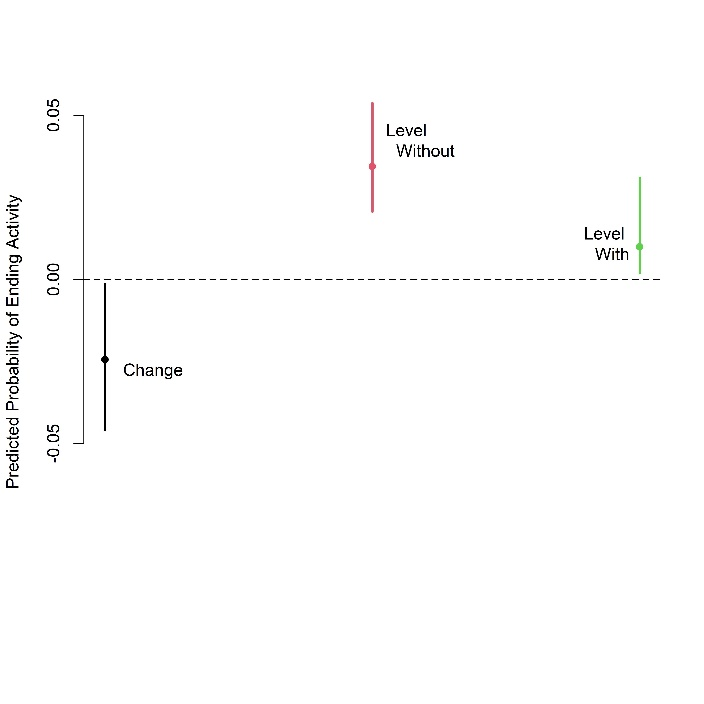 Predicted Probability of Ending Activity
0.05
0.00
-0.05
Level
Without
Level
With
Change